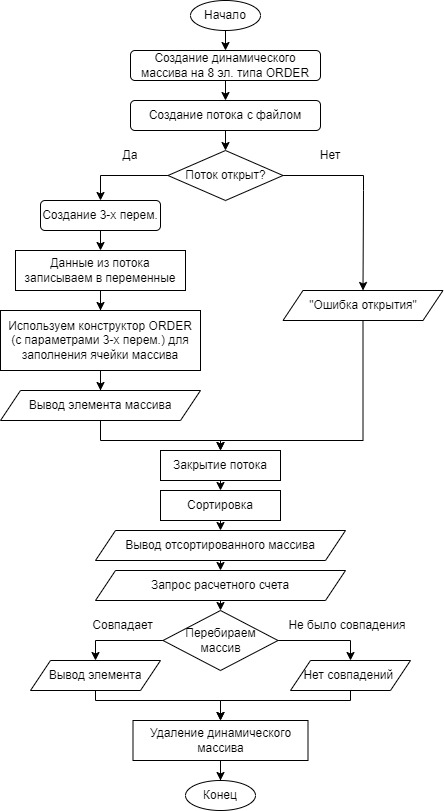 Начало
Создание динамического
массива на 8 эл. типа ORDER
Создание потока с файлом
Да
Нет
Поток открыт?
Создание 3-х перем.
Данные из потока
записываем в переменные
"Ошибка открытия"
Используем конструктор ORDER
(с параметрами 3-х перем.) для
заполнения ячейки массива
Вывод элемента массива
Закрытие потока
Сортировка
Вывод отсортированного массива
Запрос расчетного счета
Совпадает
Не было совпадения
Перебираем
массив
Вывод элемента
Нет совпадений
Удаление динамического
массива
Конец